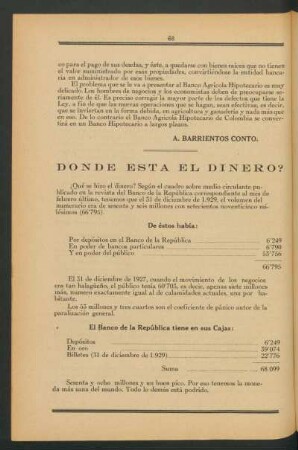 88
vo para el pago de sus deudas, y éste, a quedarse con bienes raíces que no tienen
el valor suministrado por esas propiedades, convirtiéndose la entidad banca-
ria en administrador de esos bienes.
El problema que se le va a presentar al Banco Agrícola Hipotecario es muy
delicado. Los hombres de negocios y los economistas deben de preocuparse se-
riamente de él. Es preciso corregir la mayor parte de los defectos que tiene la
Ley, a fin de que las nuevas operaciones que se hagan, sean efectivas, es decir,
que se inviertan en la forma debida, en agricultura y ganadería y nada más que
en eso. De lo contrario el Banco Agrícola Hipotecario de Colombia se conver-
tirá en un Banco Hipotecario a largos plazos.
A. BARRIENTOS CONTO.
DONDE ESTA EL DINERO?
¿Qué se hizo el dinero? Según el cuadro sobre medio circulante pu-
blicado en la revista del Banco de la República correspondiente al mes de
febrero último, tenemos que el 31 de diciembre de 1.929, el volumen del
numerario era de sesenta y seis millones con setecientos noventicinco mi-
lésimos (66'795).
De éstos había:
Por depósitos en el Banco de la República 6'249
En poder de bancos particulares 6'790
Y en poder del público 53'756
66'795
El 31 de diciembre de 1927, cuando el movimiento de los negocios
era tan halagüeño, el público tenía 60'785, es decir, apenas siete millones
más, tenemos exactamente igual al de calamidades actuales, una por ha-
bitante.
Los 53 millones y tres cuartos son el coeficiente de pánico autor de la
paralización general.
El Banco de la República tiene en sus Cajas:
Depósitos 6'249
En oro 39'074
Billetes (31 de diciembre de 1.929) 22'776
Suma 68'099
Sesenta y ocho millones y un buen pico. Por eso tenemos la mone-
da más sana del mundo. Todo lo demás está podrido.